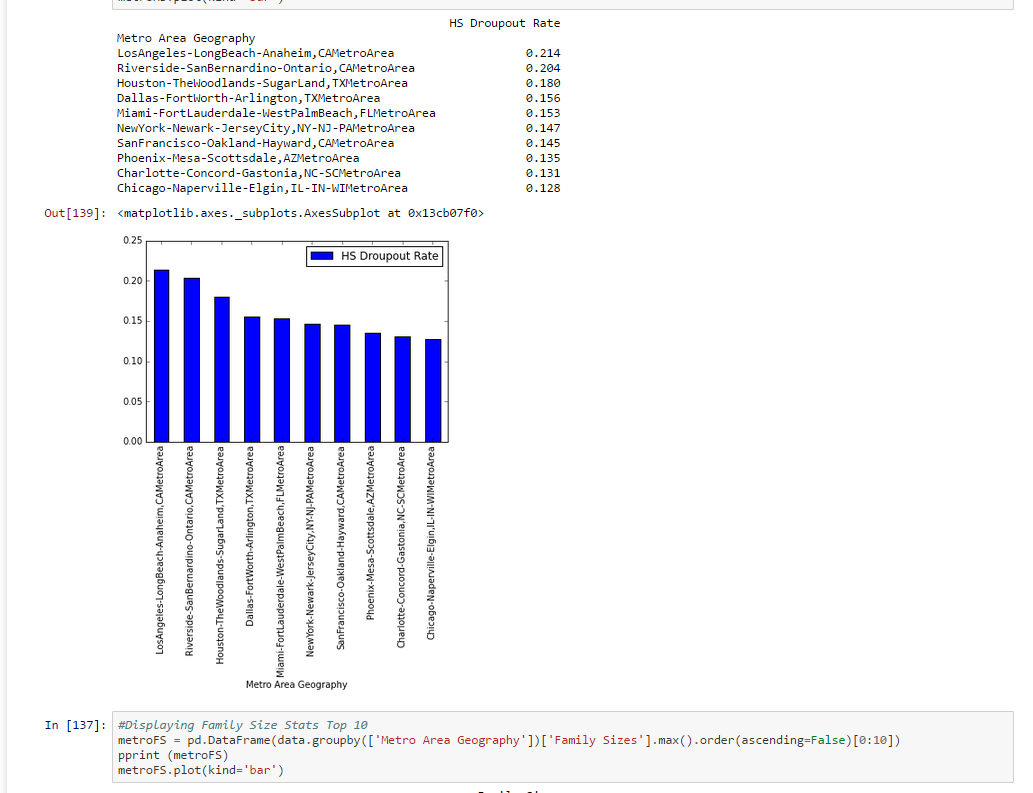 HS Droupout Rate
Metro Area Geography
LosAngeles-LongBeach-Anaheim,CAMetroArea 0.214
Riverside-SanBernardino-Ontario,CAMetroArea 0.204
Houston-TheWoodlands-SugarLand,TXMetroArea 0.180
Dallas-FortWorth-Arlington,TXMetroArea 0.156
Miami-FortLauderdale-WestPalmBeach,FLMetroArea 0.153
NewYork-Newark-JerseyCity,NY-NJ-PAMetroArea 0.147
SanFrancisco-Oakland-Hayward,CAMetroArea 0.145
Phoenix-Mesa-Scottsdale,AZMetroArea 0.135
Charlotte-Concord-Gastonia,NC-SCMetroArea 0.131
Chicago-Naperville-Elgin,IL-IN-WIMetroArea 0.128
Out[139]: <matplotlib.axes._subplots.AxesSubplot at 0x13cb07f0>
HS Droupout Rate
0.25
0.20
0.15
0.10
0.05
0.00
LosAngeles-LongBeach-Anaheim,CAMetroArea
Riverside-SanBernardino-Ontario,CAMetroArea
Houston-TheWoodlands-SugarLand,TXMetroArea
Dallas-FortWorth-Arlington,TXMetroArea
Miami-FortLauderdale-WestPalmBeach,FLMetroArea
NewYork-Newark-JerseyCity,NY-NJ-PAMetroArea
SanFrancisco-Oakland-Hayward,CAMetroArea
Phoenix-Mesa-Scottsdale,AZMetroArea
Charlotte-Concord-Gastonia,NC-SCMetroArea
Chicago-Naperville-Elgin,IL-IN-WIMetroArea
Metro Area Geography
In [137]: #Displaying Family Size Stats Top 10
metroFS = pd.DataFrame(data.groupby(['Metro Area Geography'])['Family Sizes'].max().order(ascending=False)[0:10])
pprint (metroFS)
metroFS.plot(kind='bar')